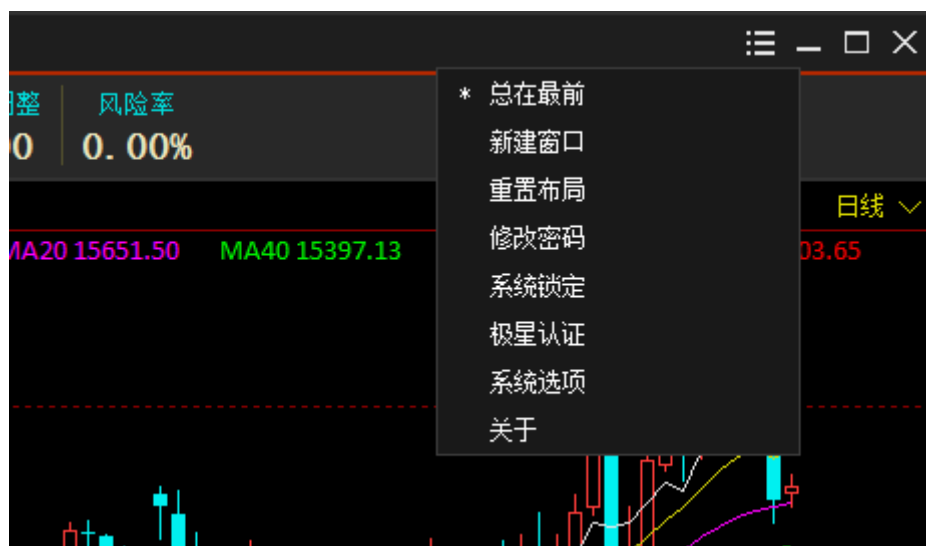 * 总在最前
整 风险率
新建窗口
0 0.00%
重置布局
日线
修改密码
MA20 15651.50 MA40 15397.13 03.65
系统锁定
极星认证
系统选项
关于